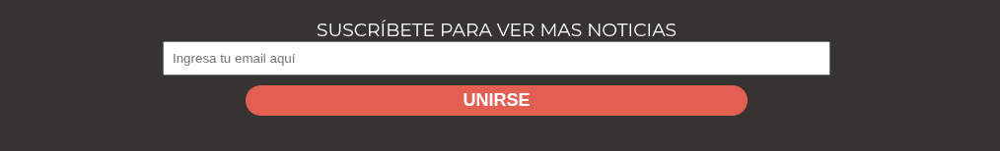 SUSCRÍBETE PARA VER MAS NOTICIAS
Ingresa tu email aquí
UNIRSE